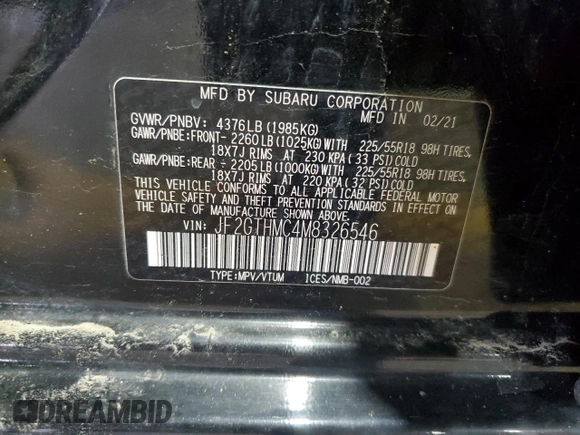 MFD BY SUBARU CORPORATION
GVWR/PNBV: 4376LB(1985KG) MFD IN 02/21
GAWR/PNBE:FRONT-2260LB(1025KG)WITH 225/55R18 98H TIRES,
18X7J RIMS AT 230 KPA(33 PSI)COLD
GAWR/PNBE:REAR -2205LB(1000KG)WITH 225/55R18 98H TIRES,
18X7J RIMS AT 220 KPA(32 PSI)COLD
THIS VEHICLE CONFORMS TO ALL APPLICABLE FEDERAL MOTOR
VEHICLE SAFETY AND THEFT PREVENTION STANDARDS IN EFFECT
ON THE DATE OF MANUFACTURE SHOWN ABOVE.
VIN: JF2GTHMC4M8326546
TYPE:MPV/VTUM ICES/NMB-002
DREAMBID